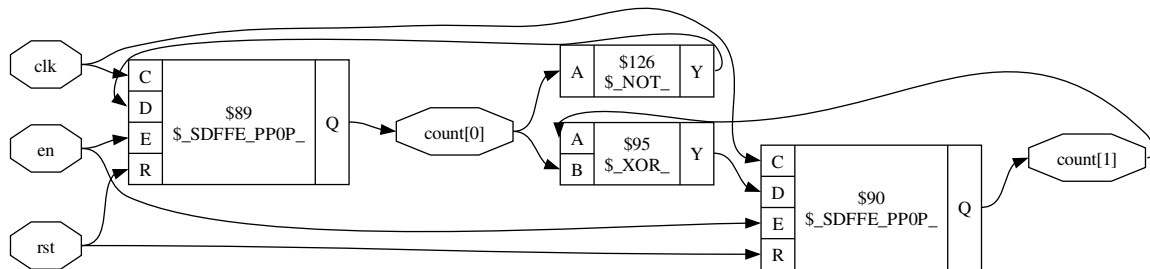 clk
en
rst
C
D
E
R
$89
$_SDFFE_PP0P_
Q
count[0]
A
$126
$_NOT_
Y
A
B
$95
$_XOR_
Y
C
D
E
R
$90
$_SDFFE_PP0P_
Q
count[1]